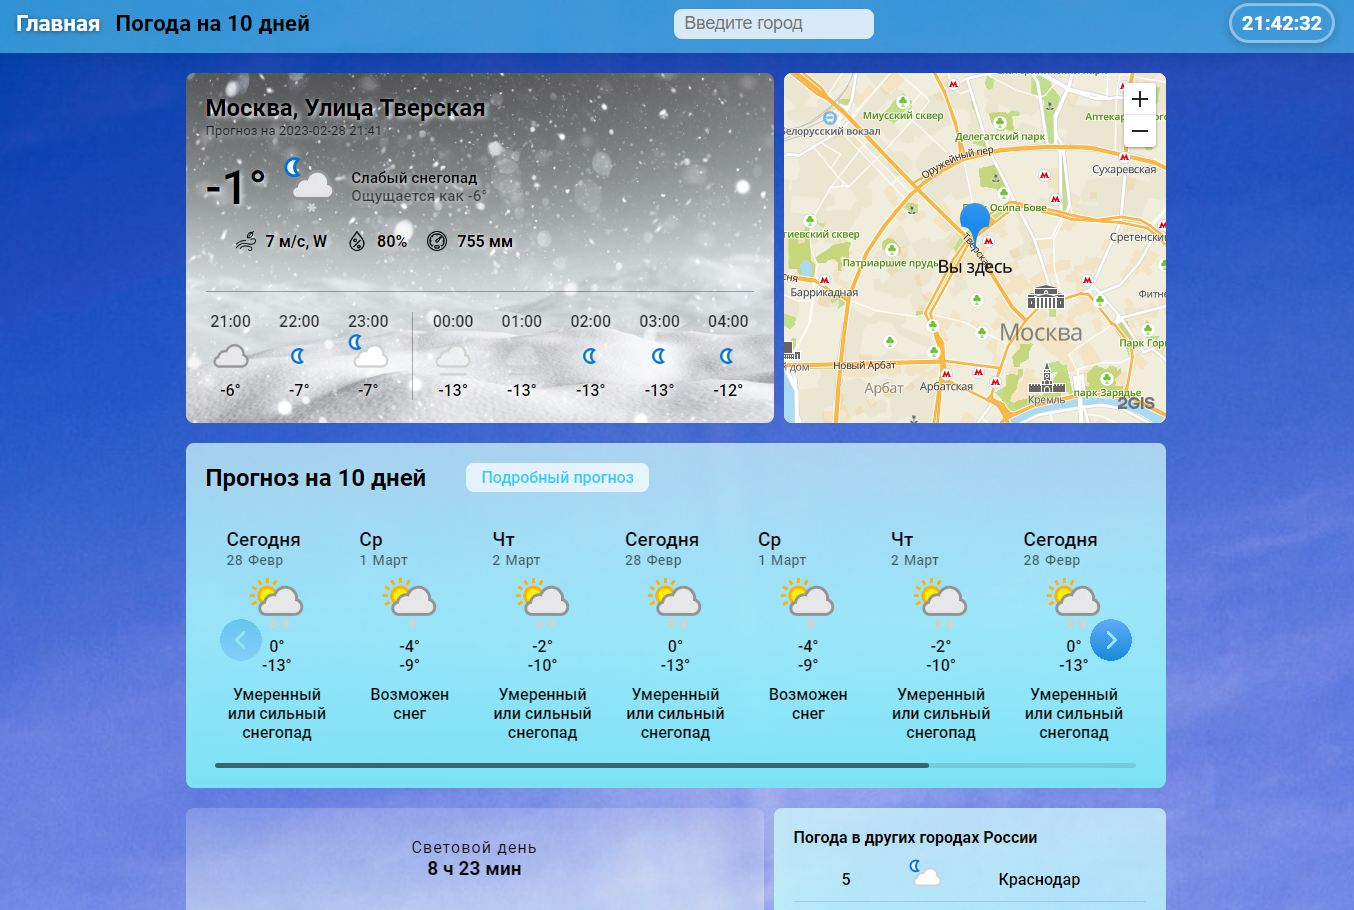 Главная Погода на 10 дней Введите город 21:42:32
Москва, Улица Тверская
Прогноз на 2023-02-28 21:41
-1°
Слабый снегопад
Ощущается как -6°
7 м/с, W 80% 755 мм
21:00 22:00 23:00 00:00 01:00 02:00 03:00 04:00
-6° -7° -7° -13° -13° -13° -13° -12°
Миусский сквер
Белорусский вокзал
Делегатский парк
Оружейный пер
Сухаревская
+
−
Осипа Бове
Сретенски
гиевский сквер
Тверска
Патриаршие пруды
Вы здесь
сня
Баррикадная
Фитне
Москва
Парк Гор
й дом
Новый Арбат
Арбат
Арбатская
Кремль
парк Зарядье
2GIS
Прогноз на 10 дней Подробный прогноз
Сегодня Ср Чт Сегодня Ср Чт Сегодня
28 Февр 1 Март 2 Март 28 Февр 1 Март 2 Март 28 Февр
0° -4° -2° 0° -4° -2° 0°
-13° -9° -10° -13° -9° -10° -13°
Умеренный Возможен Умеренный Умеренный Возможен Умеренный Умеренный
или сильный снег или сильный или сильный снег или сильный или сильный
снегопад снегопад снегопад снегопад снегопад
Световой день
8 ч 23 мин
Погода в других городах России
5 Краснодар